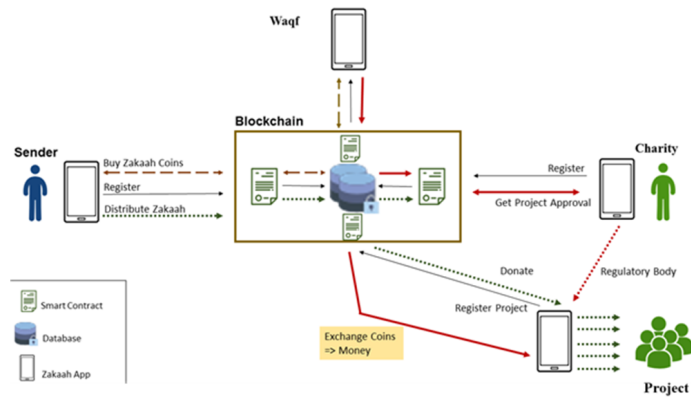 Waqf
Blockchain
Sender
Charity
Buy Zakaah Coins
Register
Distribute Zakaah
Register
Get Project Approval
Donate
Regulatory Body
Register Project
Smart Contract
Database
Zakaah App
Exchange Coins
=> Money
Project